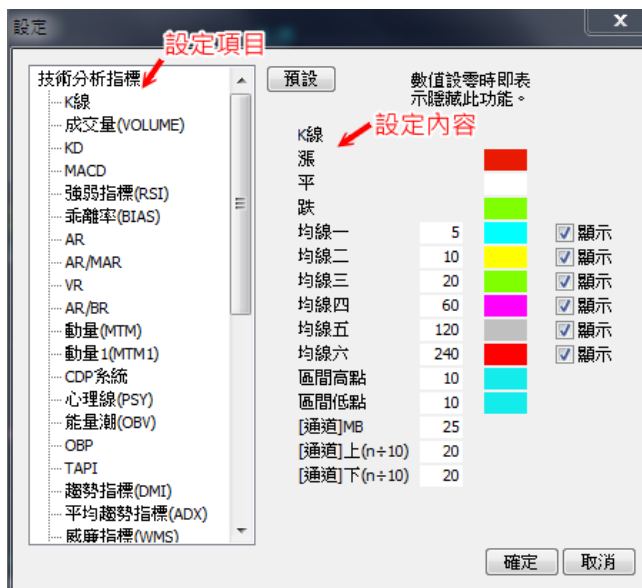 設定
x
設定項目
技術分析指標
K線
成交量(VOLUME)
KD
MACD
強弱指標(RSI)
乖離率(BIAS)
AR
AR/MAR
VR
AR/BR
動量(MTM)
動量1(MTM1)
CDP系統
心理線(PSY)
能量潮(OBV)
OBP
TAPI
趨勢指標(DMI)
平均趨勢指標(ADX)
威廉指標(WMS)
預設
數值設零時即表
示隱藏此功能。
設定內容
K線
漲
平
跌
均線一 5 顯示
均線二 10 顯示
均線三 20 顯示
均線四 60 顯示
均線五 120 顯示
均線六 240 顯示
區間高點 10
區間低點 10
[通道]MB 25
[通道]上(n÷10) 20
[通道]下(n÷10) 20
確定
取消